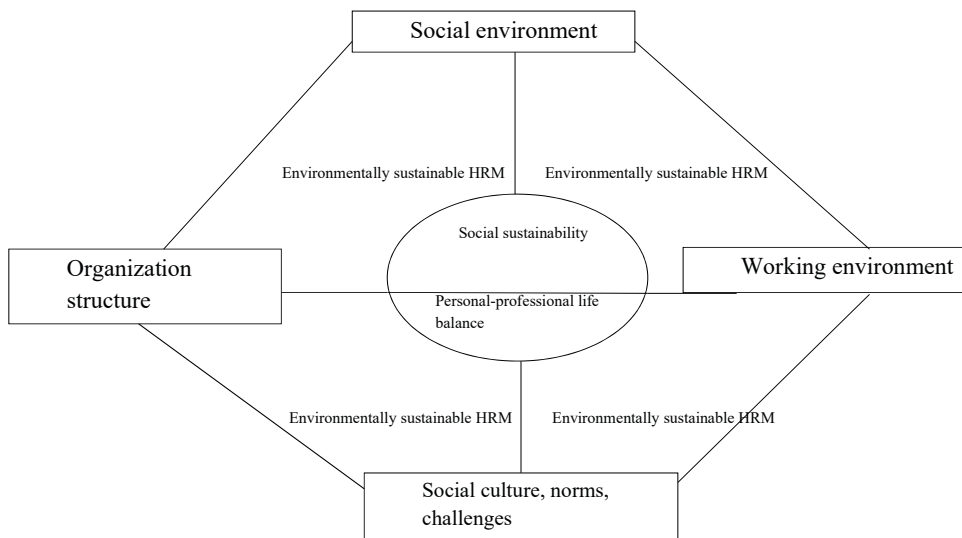 Social environment
Environmentally sustainable HRM
Environmentally sustainable HRM
Social sustainability
Organization
structure
Working environment
Personal-professional life
balance
Environmentally sustainable HRM
Environmentally sustainable HRM
Social culture, norms,
challenges